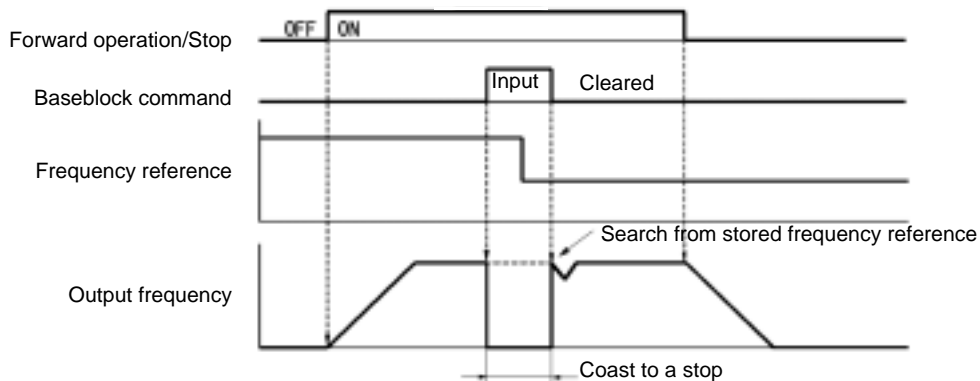 OFF ON
Forward operation/Stop
Input
Cleared
Baseblock command
Frequency reference
Search from stored frequency reference
Output frequency
Coast to a stop